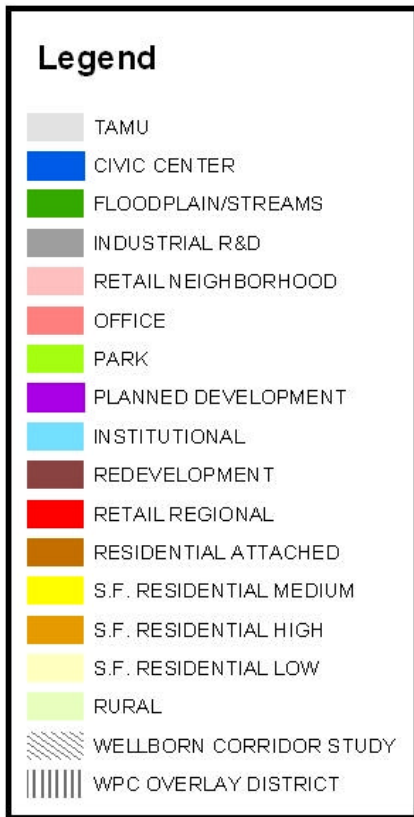 Legend
TAMU
CIVIC CENTER
FLOODPLAIN/STREAMS
INDUSTRIAL R&D
RETAIL NEIGHBORHOOD
OFFICE
PARK
PLANNED DEVELOPMENT
INSTITUTIONAL
REDEVELOPMENT
RETAIL REGIONAL
RESIDENTIAL ATTACHED
S.F. RESIDENTIAL MEDIUM
S.F. RESIDENTIAL HIGH
S.F. RESIDENTIAL LOW
RURAL
WELLBORN CORRIDOR STUDY
WPC OVERLAY DISTRICT